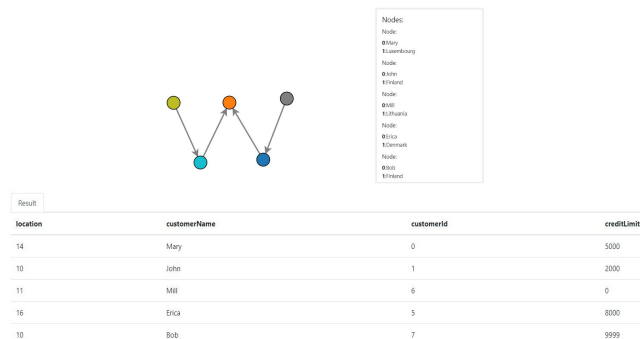 Nodes:
Node:
0:Mary
1:Luxembourg
Node:
0:John
1:Finland
Node:
0:Mill
1:Lithuania
Node:
0:Erica
1:Denmark
Node:
0:Bob
1:Finland
Result
location customerName customerId creditLimit
14 Mary 0 5000
10 John 1 2000
11 Mill 6 0
16 Erica 5 8000
10 Bob 7 9999